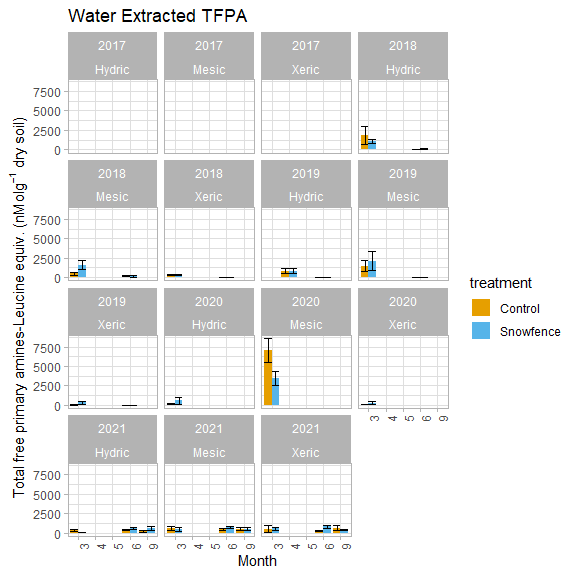 Water Extracted TFPA
Total free primary amines-Leucine equiv. (nMolg⁻¹ dry soil)
2017 2017 2017 2018
Hydric Mesic Xeric Hydric
7500
5000
2500
0
2018 2018 2019 2019
Mesic Xeric Hydric Mesic
7500
5000
2500
0
2019 2020 2020 2020
Xeric Hydric Mesic Xeric
7500
5000
2500
0
3 4 5 6 9
2021 2021 2021
Hydric Mesic Xeric
7500
5000
2500
0
3 4 5 6 9 3 4 5 6 9 3 4 5 6 9
Month
treatment
Control
Snowfence